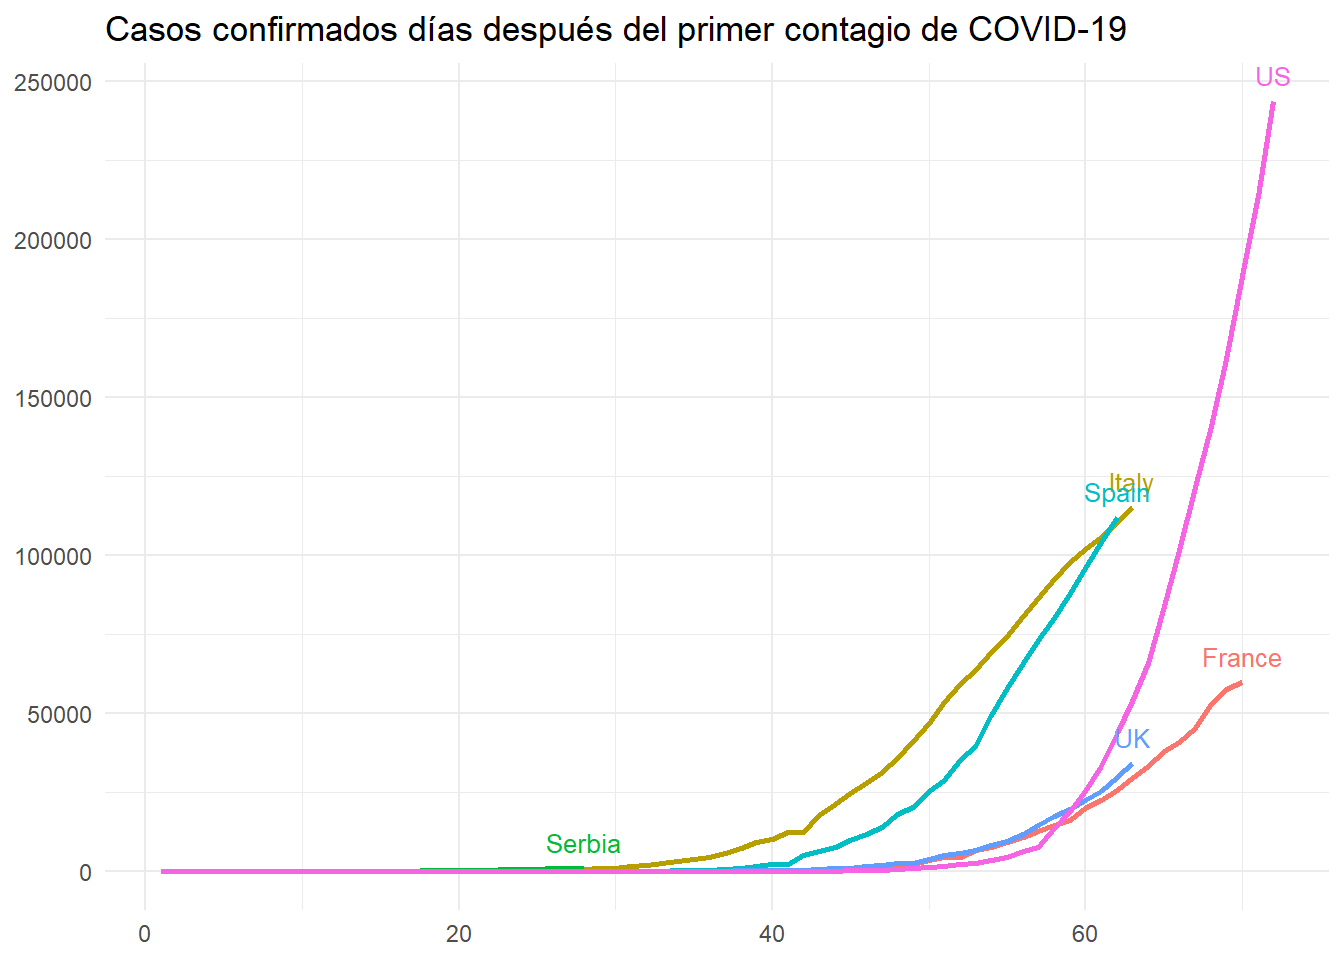 Casos confirmados días después del primer contagio de COVID-19
250000
US
200000
150000
Italy
Spain
100000
France
50000
UK
Serbia
0
0 20 40 60